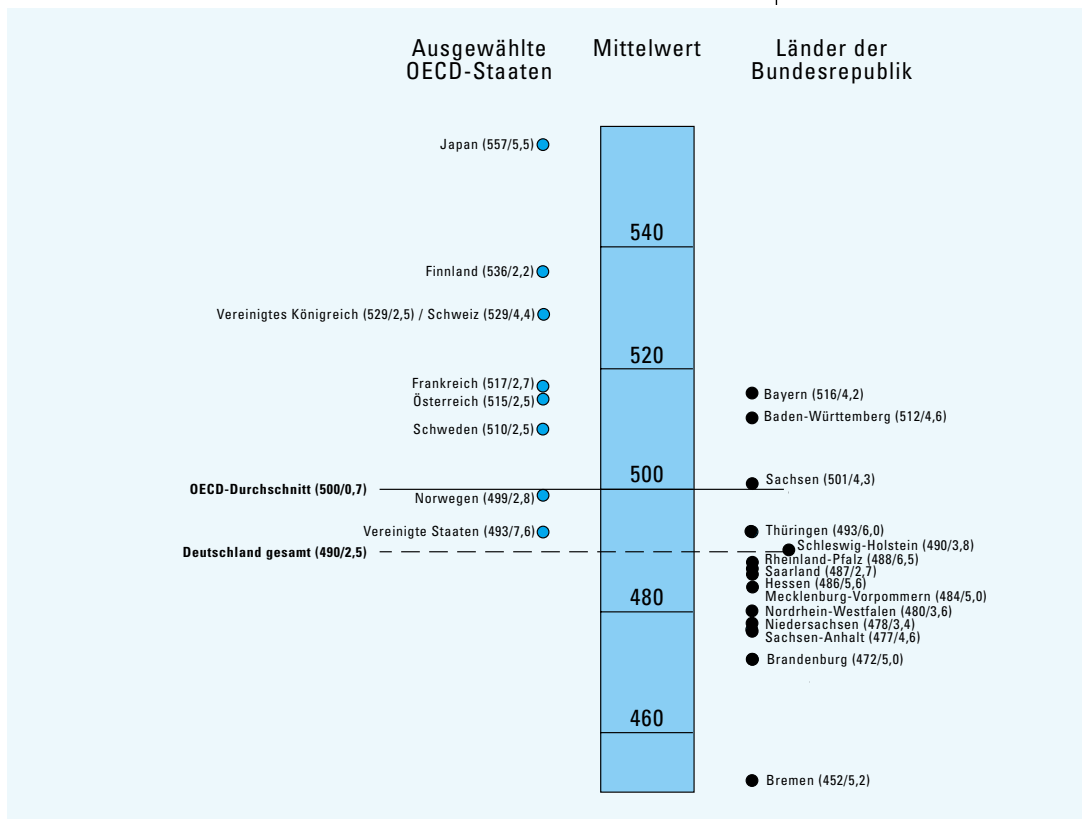 Ausgewählte
OECD-Staaten
Mittelwert
Länder der
Bundesrepublik
Japan (557/5,5)
540
Finnland (536/2,2)
Vereinigtes Königreich (529/2,5) / Schweiz (529/4,4)
520
Frankreich (517/2,7)
Österreich (515/2,5)
Bayern (516/4,2)
Baden-Württemberg (512/4,6)
Schweden (510/2,5)
500
Sachsen (501/4,3)
OECD-Durchschnitt (500/0,7)
Norwegen (499/2,8)
Vereinigte Staaten (493/7,6)
Thüringen (493/6,0)
Deutschland gesamt (490/2,5)
Schleswig-Holstein (490/3,8)
Rheinland-Pfalz (488/6,5)
Saarland (487/2,7)
Hessen (486/5,6)
Mecklenburg-Vorpommern (484/5,0)
480
Nordrhein-Westfalen (480/3,6)
Niedersachsen (478/3,4)
Sachsen-Anhalt (477/4,6)
Brandenburg (472/5,0)
460
Bremen (452/5,2)